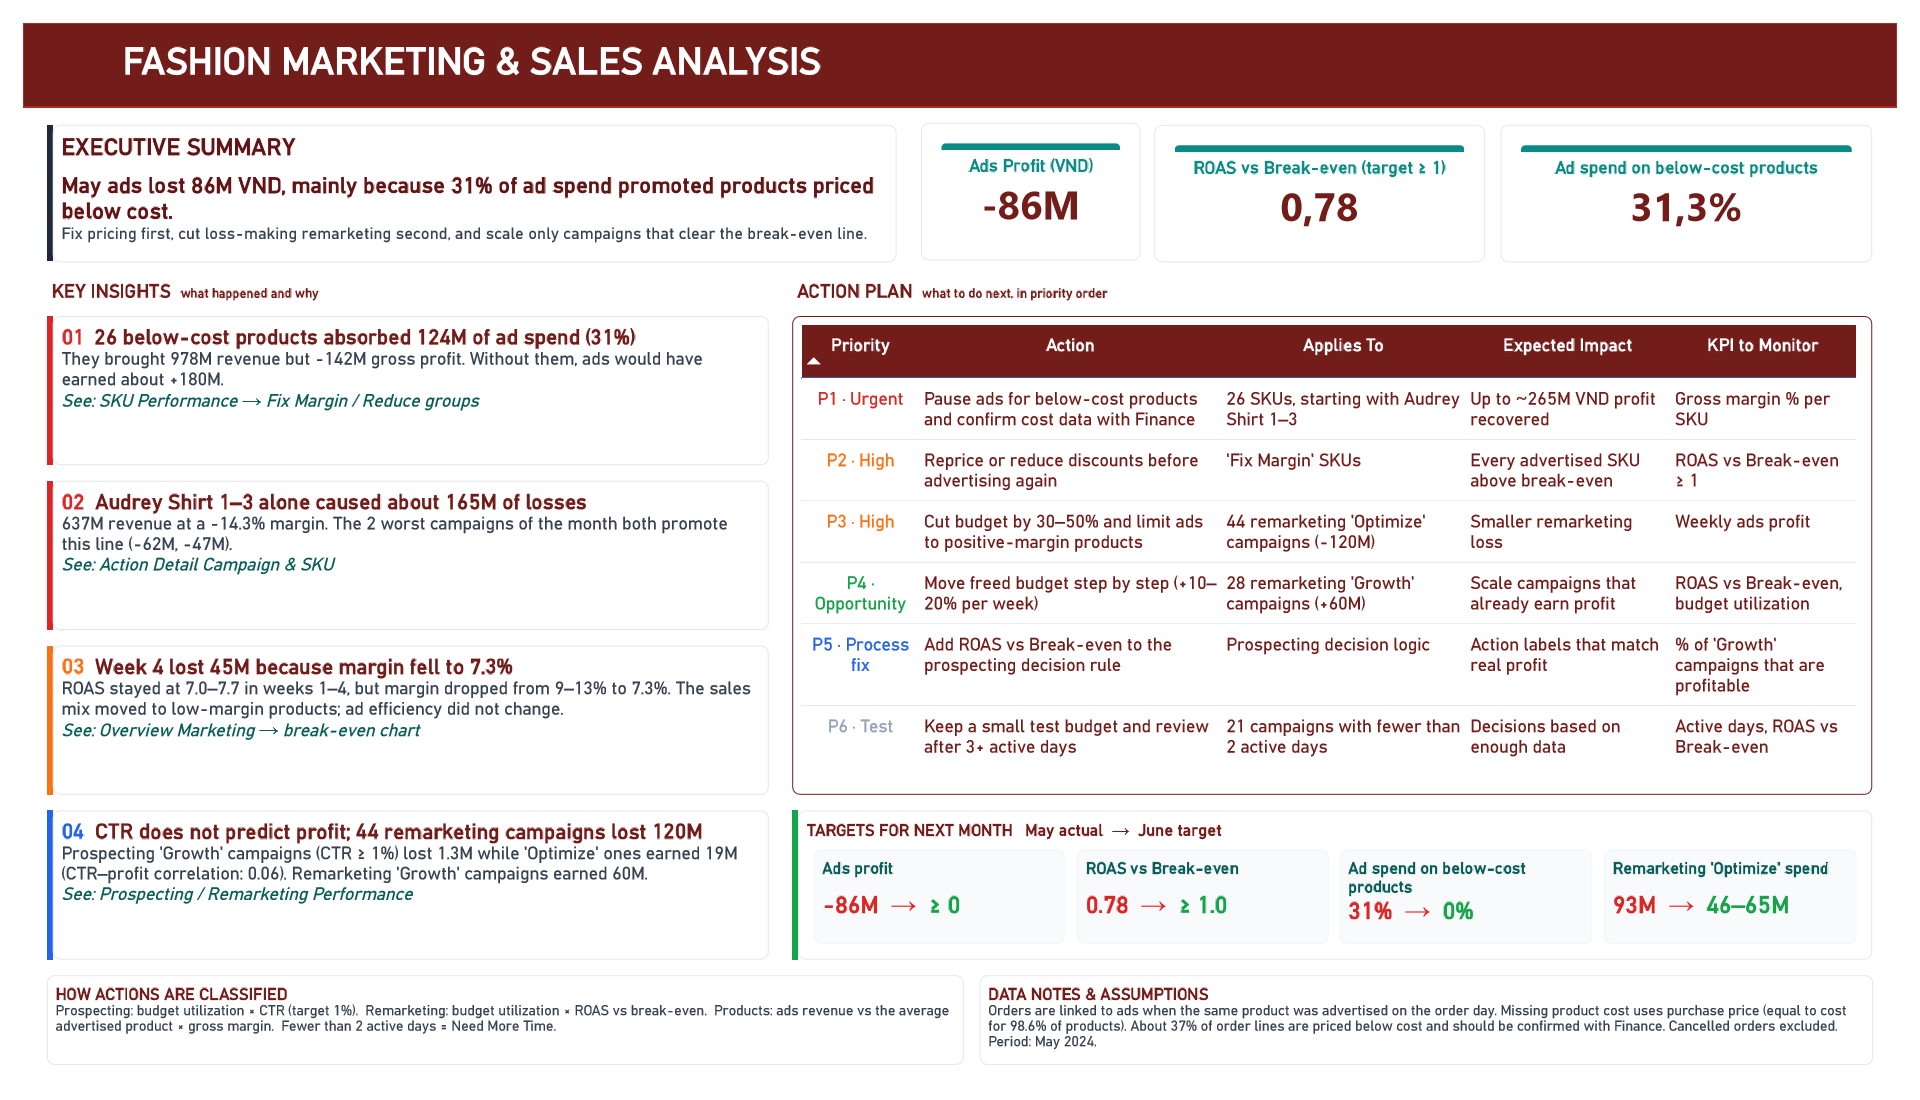 FASHION MARKETING & SALES ANALYSIS
EXECUTIVE SUMMARY
May ads lost 86M VND, mainly because 31% of ad spend promoted products priced
below cost.
Fix pricing first, cut loss-making remarketing second, and scale only campaigns that clear the break-even line.
Ads Profit (VND)
-86M
ROAS vs Break-even (target ≥ 1)
0,78
Ad spend on below-cost products
31,3%
KEY INSIGHTS what happened and why
01 26 below-cost products absorbed 124M of ad spend (31%)
They brought 978M revenue but -142M gross profit. Without them, ads would have
earned about +180M.
See: SKU Performance → Fix Margin / Reduce groups
02 Audrey Shirt 1–3 alone caused about 165M of losses
637M revenue at a -14.3% margin. The 2 worst campaigns of the month both promote
this line (-62M, -47M).
See: Action Detail Campaign & SKU
03 Week 4 lost 45M because margin fell to 7.3%
ROAS stayed at 7.0–7.7 in weeks 1–4, but margin dropped from 9–13% to 7.3%. The sales
mix moved to low-margin products; ad efficiency did not change.
See: Overview Marketing → break-even chart
04 CTR does not predict profit; 44 remarketing campaigns lost 120M
Prospecting 'Growth' campaigns (CTR ≥ 1%) lost 1.3M while 'Optimize' ones earned 19M
(CTR–profit correlation: 0.06). Remarketing 'Growth' campaigns earned 60M.
See: Prospecting / Remarketing Performance
ACTION PLAN what to do next, in priority order
Priority Action Applies To Expected Impact KPI to Monitor
P1 · Urgent Pause ads for below-cost products 26 SKUs, starting with Audrey Up to ~265M VND profit Gross margin % per
and confirm cost data with Finance Shirt 1–3 recovered SKU
P2 · High Reprice or reduce discounts before 'Fix Margin' SKUs Every advertised SKU ROAS vs Break-even
advertising again above break-even ≥ 1
P3 · High Cut budget by 30–50% and limit ads 44 remarketing 'Optimize' Smaller remarketing Weekly ads profit
to positive-margin products campaigns (-120M) loss
P4 · Move freed budget step by step (+10– 28 remarketing 'Growth' Scale campaigns that ROAS vs Break-even,
Opportunity 20% per week) campaigns (+60M) already earn profit budget utilization
P5 · Process Add ROAS vs Break-even to the Prospecting decision logic Action labels that match % of 'Growth'
fix prospecting decision rule real profit campaigns that are
profitable
P6 · Test Keep a small test budget and review 21 campaigns with fewer than Decisions based on Active days, ROAS vs
after 3+ active days 2 active days enough data Break-even
TARGETS FOR NEXT MONTH May actual → June target
Ads profit
-86M → ≥ 0
ROAS vs Break-even
0.78 → ≥ 1.0
Ad spend on below-cost
products
31% → 0%
Remarketing 'Optimize' spend
93M → 46–65M
HOW ACTIONS ARE CLASSIFIED
Prospecting: budget utilization × CTR (target 1%). Remarketing: budget utilization × ROAS vs break-even. Products: ads revenue vs the average
advertised product × gross margin. Fewer than 2 active days = Need More Time.
DATA NOTES & ASSUMPTIONS
Orders are linked to ads when the same product was advertised on the order day. Missing product cost uses purchase price (equal to cost
for 98.6% of products). About 37% of order lines are priced below cost and should be confirmed with Finance. Cancelled orders excluded.
Period: May 2024.